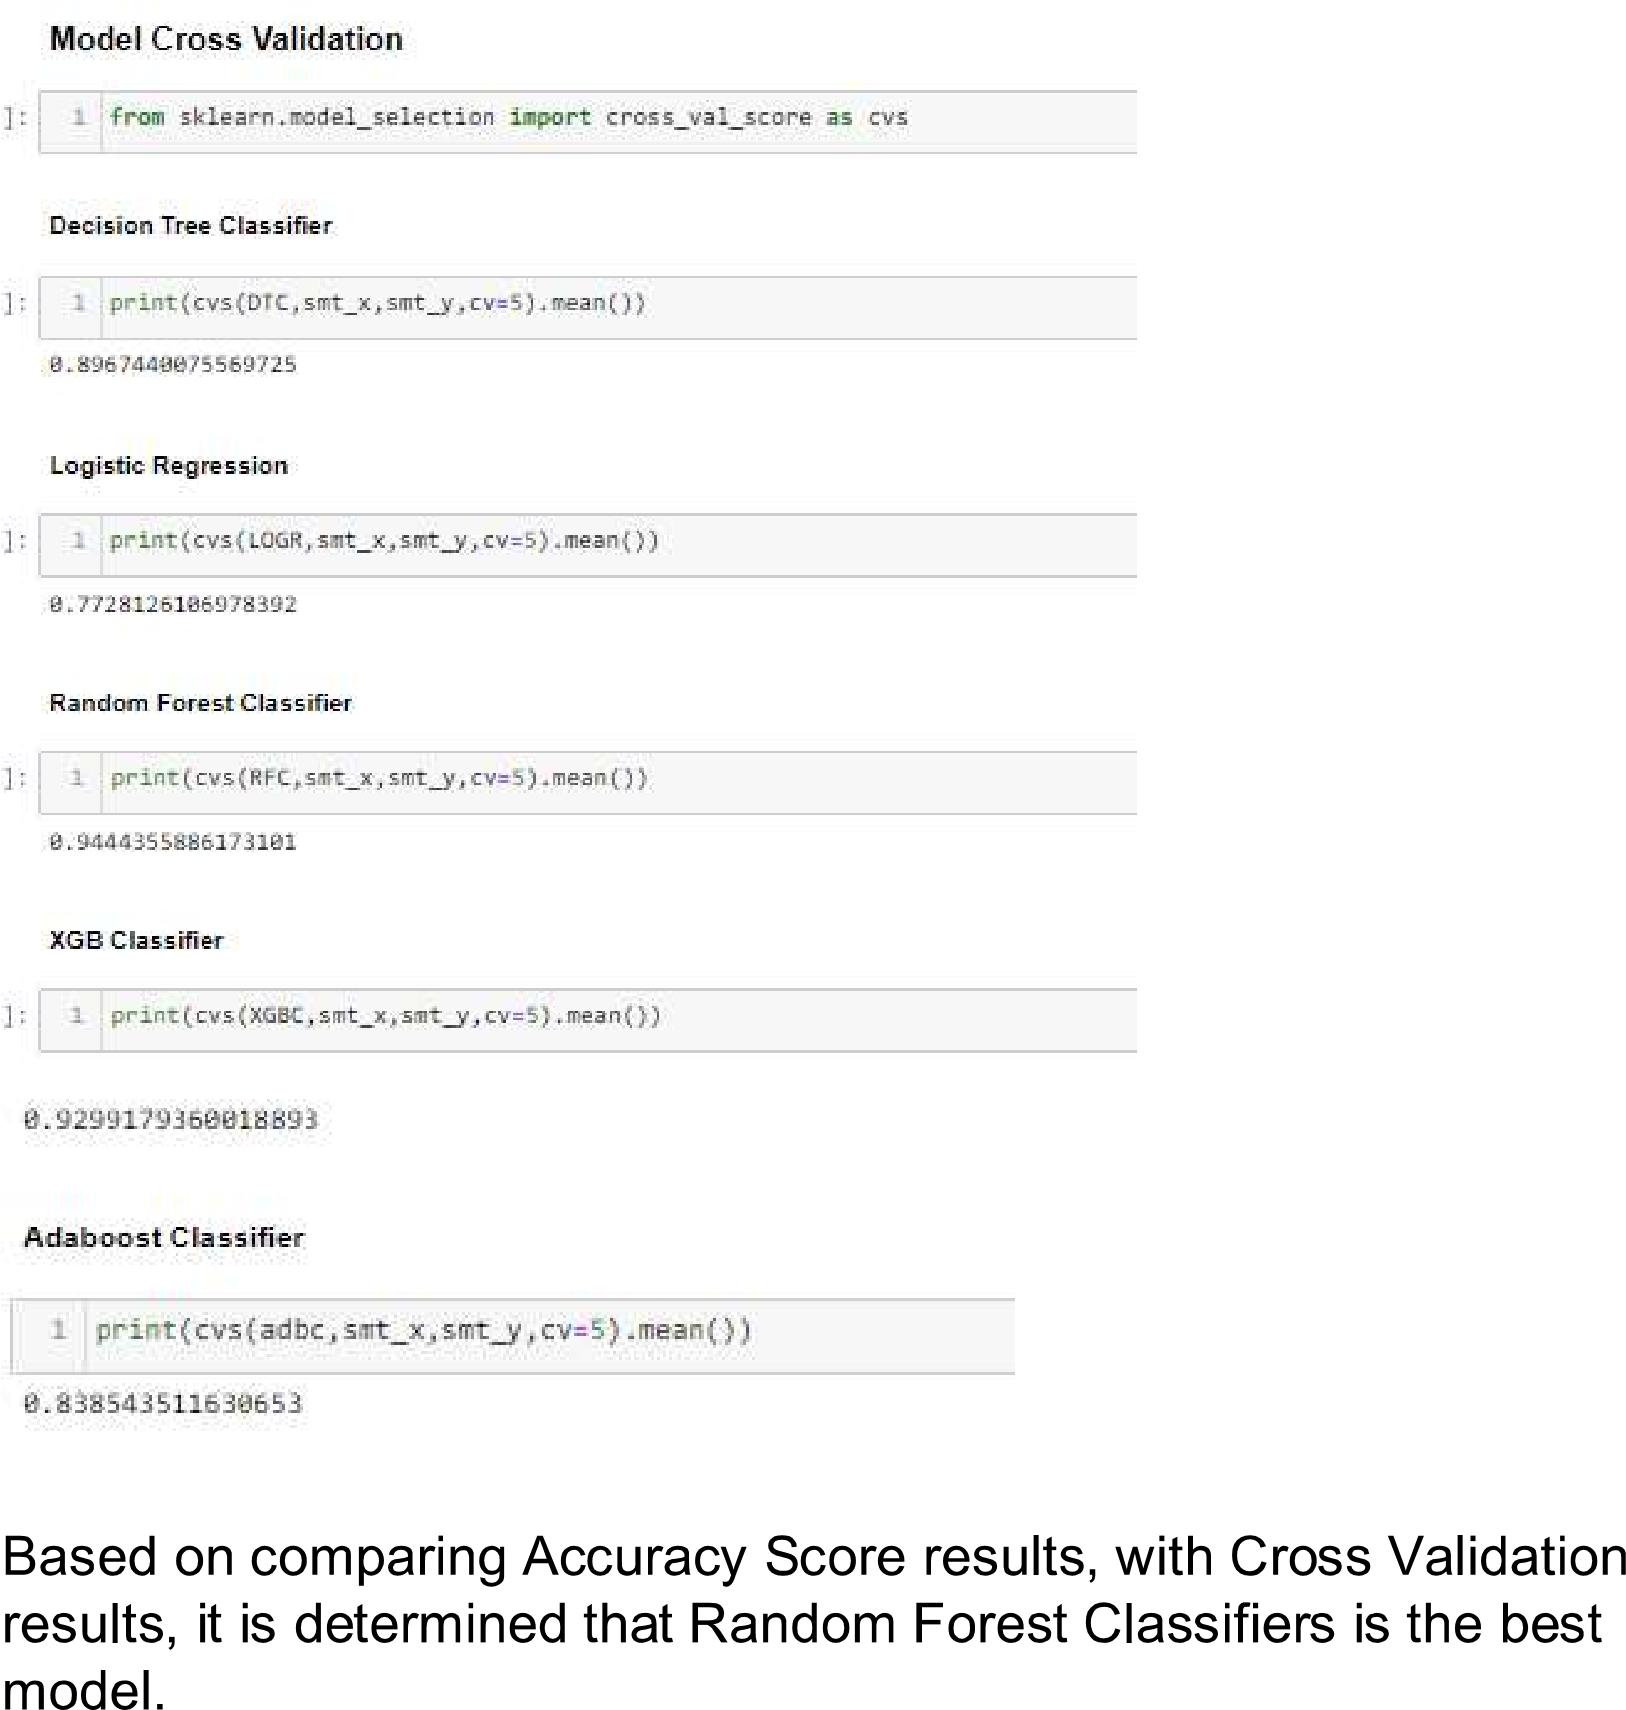 Model Cross Validation
]: 1 from sklearn.model_selection import cross_val_score as cvs
Decision Tree Classifier
]: 1 print(cvs(DTC,smt_x,smt_y,cv=5).mean())
0.8967440075569725
Logistic Regression
]: 1 print(cvs(LOGR,smt_x,smt_y,cv=5).mean())
0.7728126106978392
Random Forest Classifier
]: 1 print(cvs(RFC,smt_x,smt_y,cv=5).mean())
0.9444355886173101
XGB Classifier
]: 1 print(cvs(XGBC,smt_x,smt_y,cv=5).mean())
0.9299179360018893
Adaboost Classifier
1 print(cvs(adbc,smt_x,smt_y,cv=5).mean())
0.838543511630653
Based on comparing Accuracy Score results, with Cross Validation
results, it is determined that Random Forest Classifiers is the best
model.